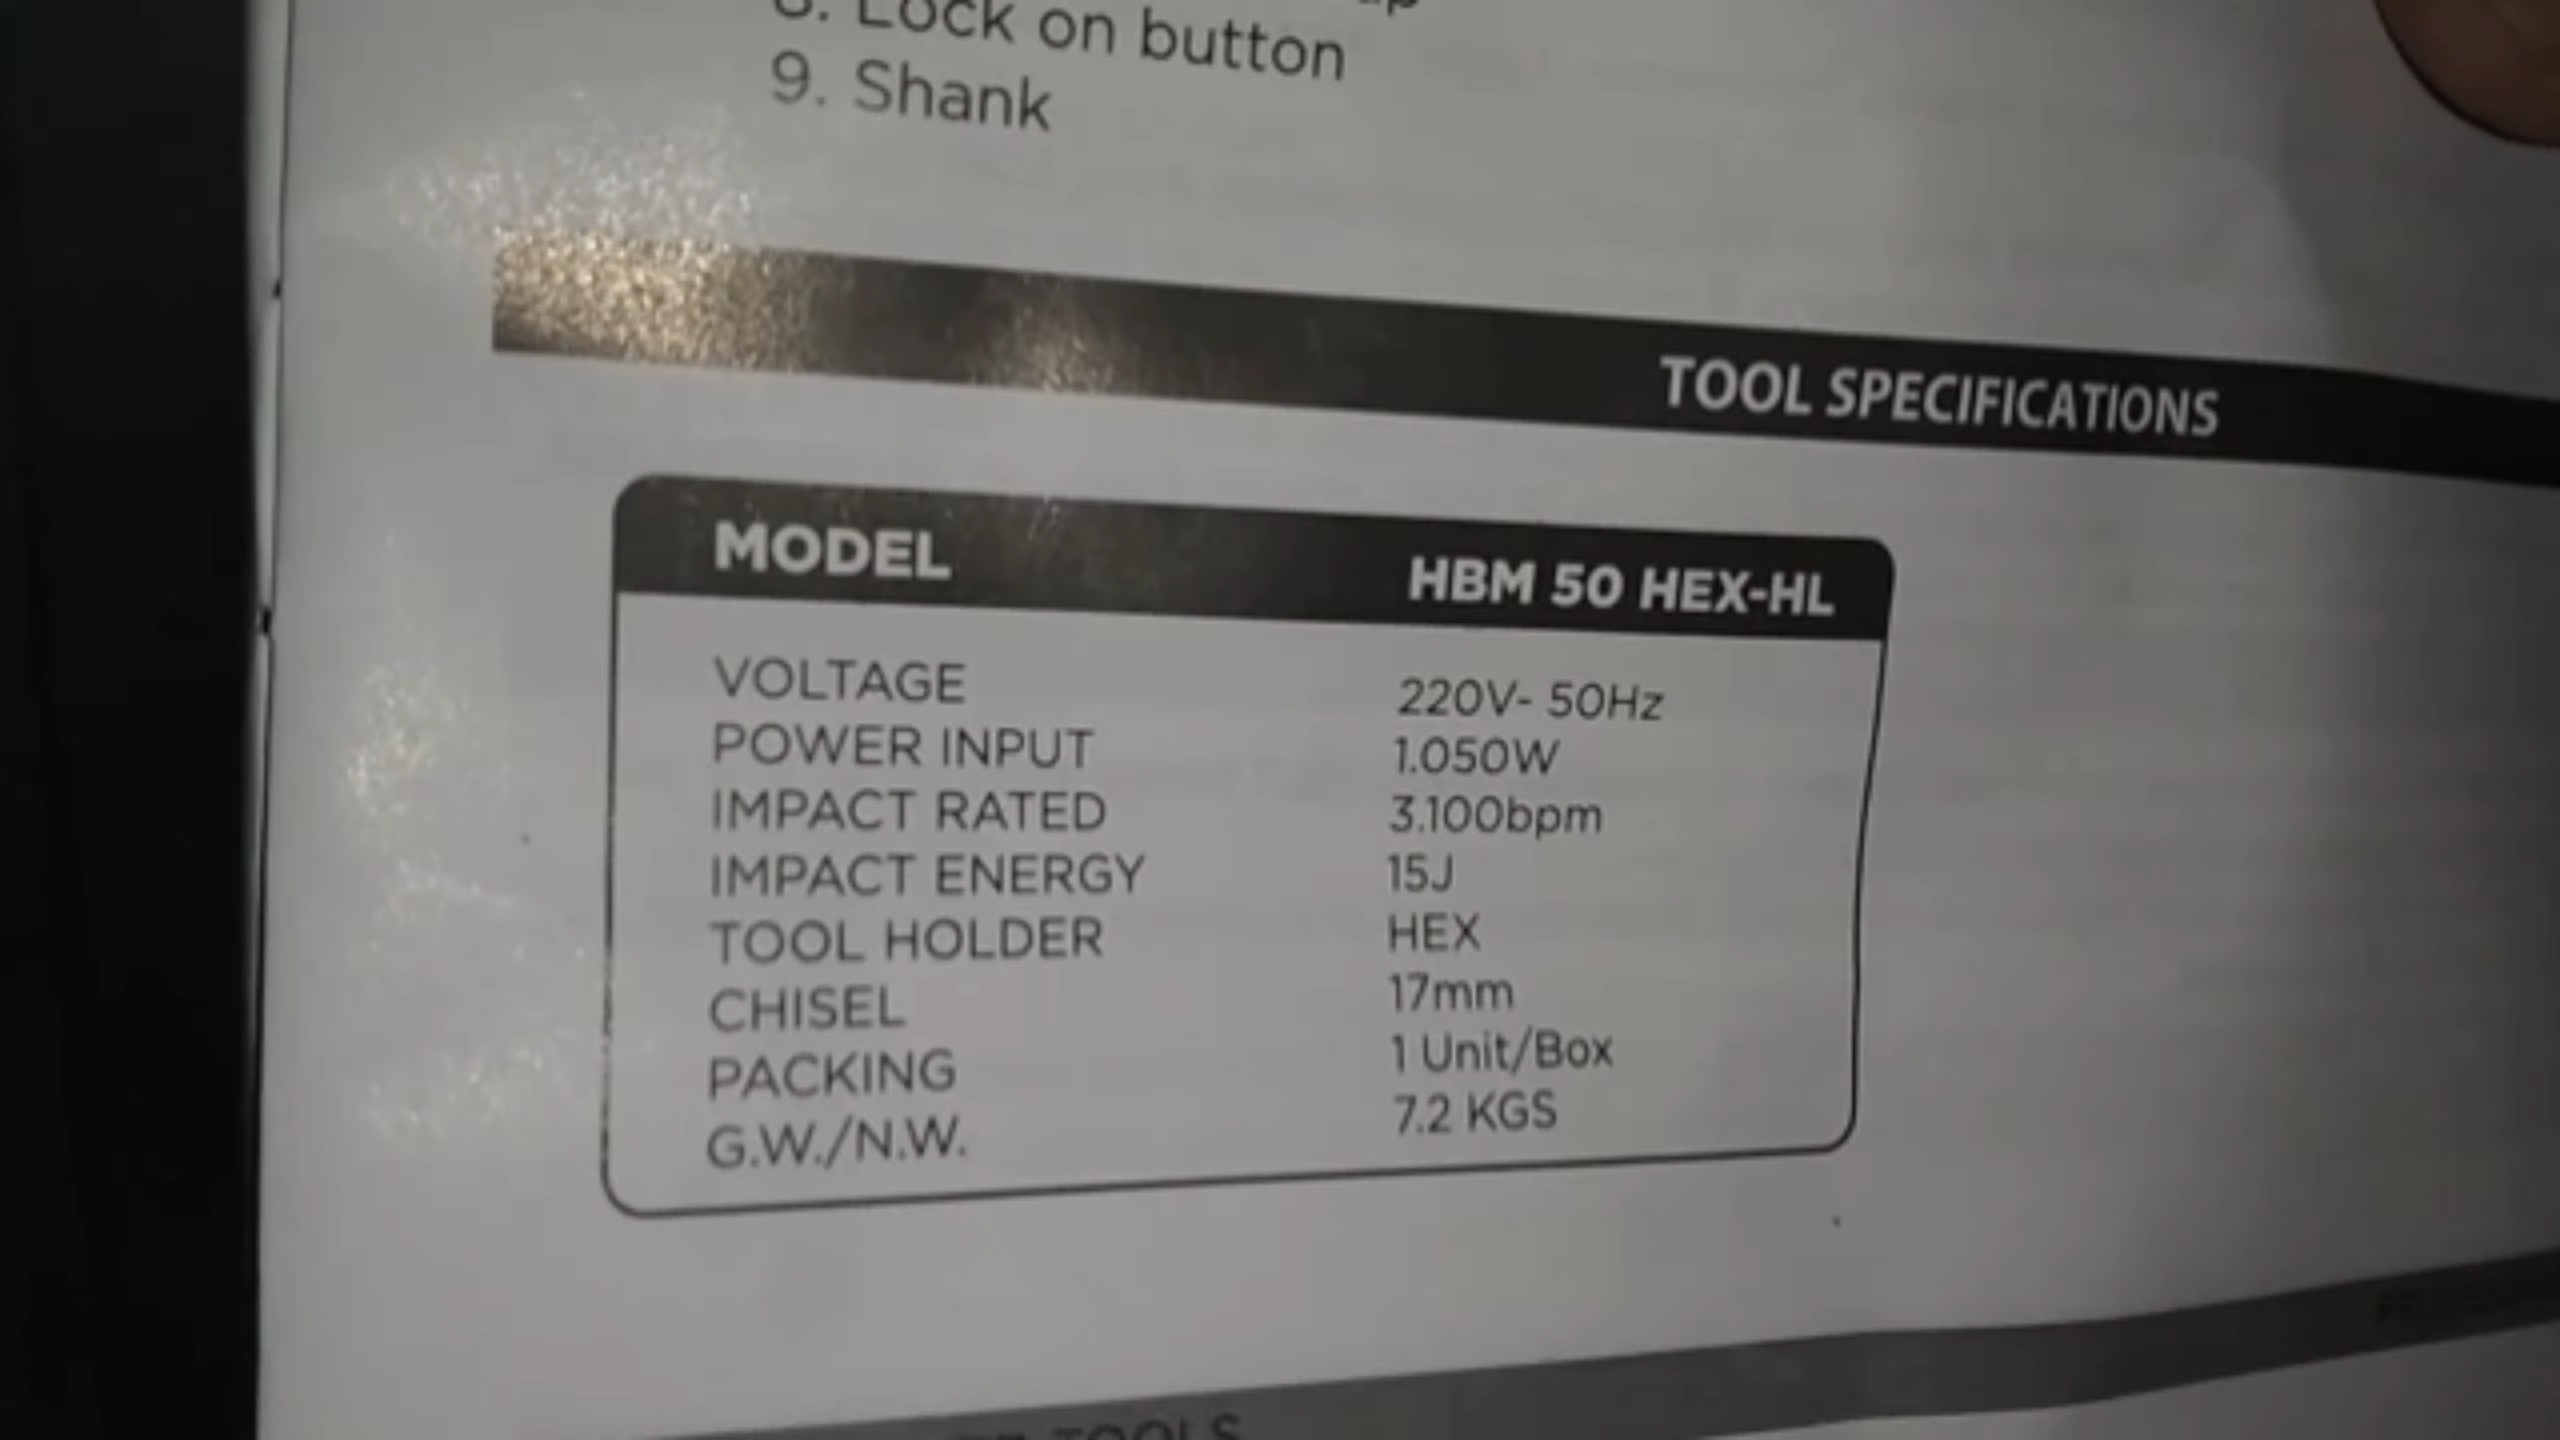 8. Lock on button
9. Shank
TOOL SPECIFICATIONS
MODEL HBM 50 HEX-HL
VOLTAGE 220V- 50Hz
POWER INPUT 1.050W
IMPACT RATED 3.100bpm
IMPACT ENERGY 15J
TOOL HOLDER HEX
CHISEL 17mm
PACKING 1 Unit/Box
G.W./N.W. 7.2 KGS
TOOLS